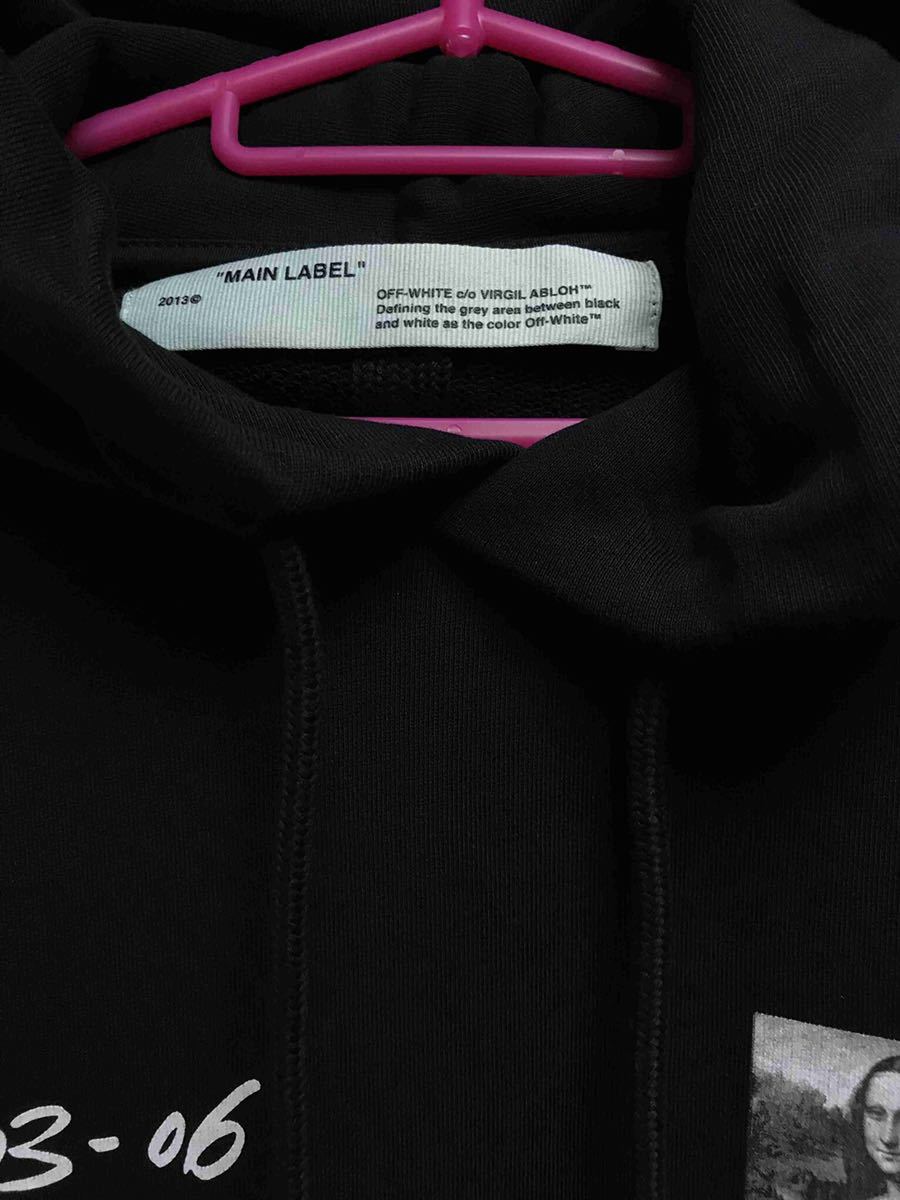 "MAIN LABEL"
2013©
OFF-WHITE c/o VIRGIL ABLOH™
Defining the grey area between black
and white as the color Off-White™
03-06